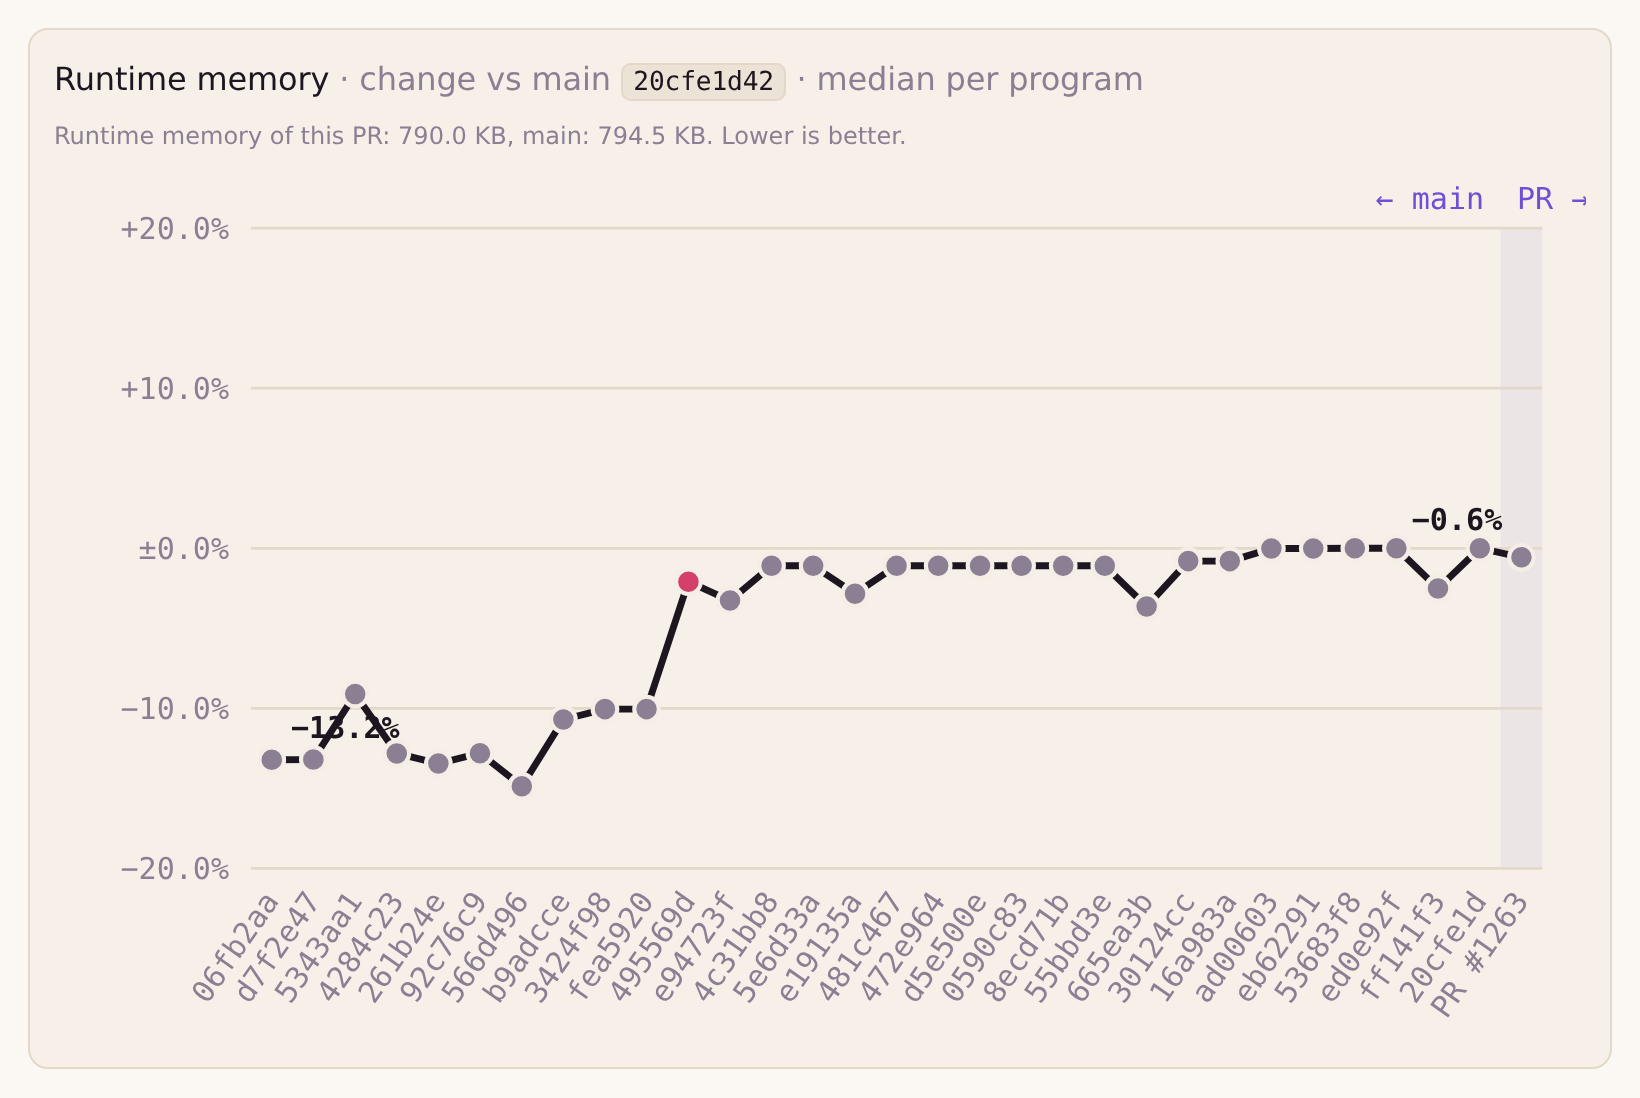 Runtime memory · change vs main 20cfe1d42 · median per program
Runtime memory of this PR: 790.0 KB, main: 794.5 KB. Lower is better.
← main PR →
+20.0%
+10.0%
±0.0%
−10.0%
−20.0%
−13.2%
−0.6%
06fb2aa
d7f2e47
5343aa1
4284c23
261b24e
92c76c9
566d496
b9adcce
3424f98
fea5920
495569d
e94723f
4c31bb8
5e6d33a
e19135a
481c467
472e964
d5e500e
0590c83
8ecd71b
55bbd3e
665ea3b
30124cc
16a983a
ad00603
eb62291
53683f8
ed0e92f
ff141f3
20cfe1d
PR #1263